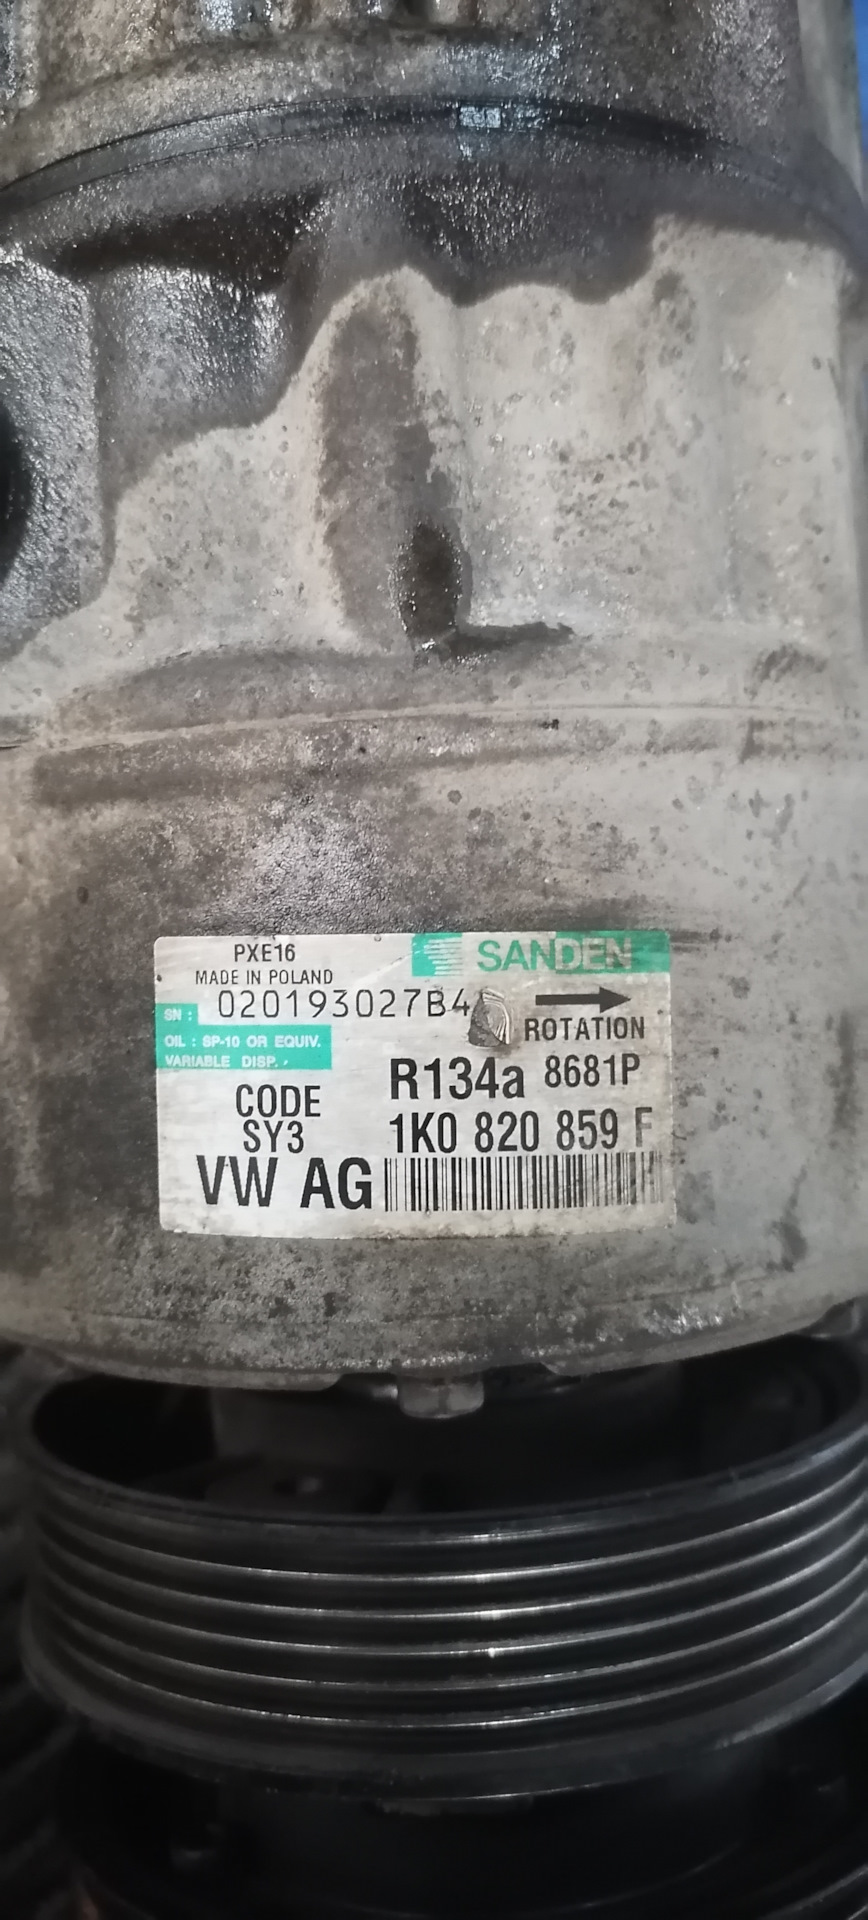 PXE16
SANDEN
MADE IN POLAND
SN : 020193027B4
ROTATION
OIL : SP-10 OR EQUIV.
VARIABLE DISP.
R134a 8681P
CODE
SY3
1K0 820 859 F
VW AG